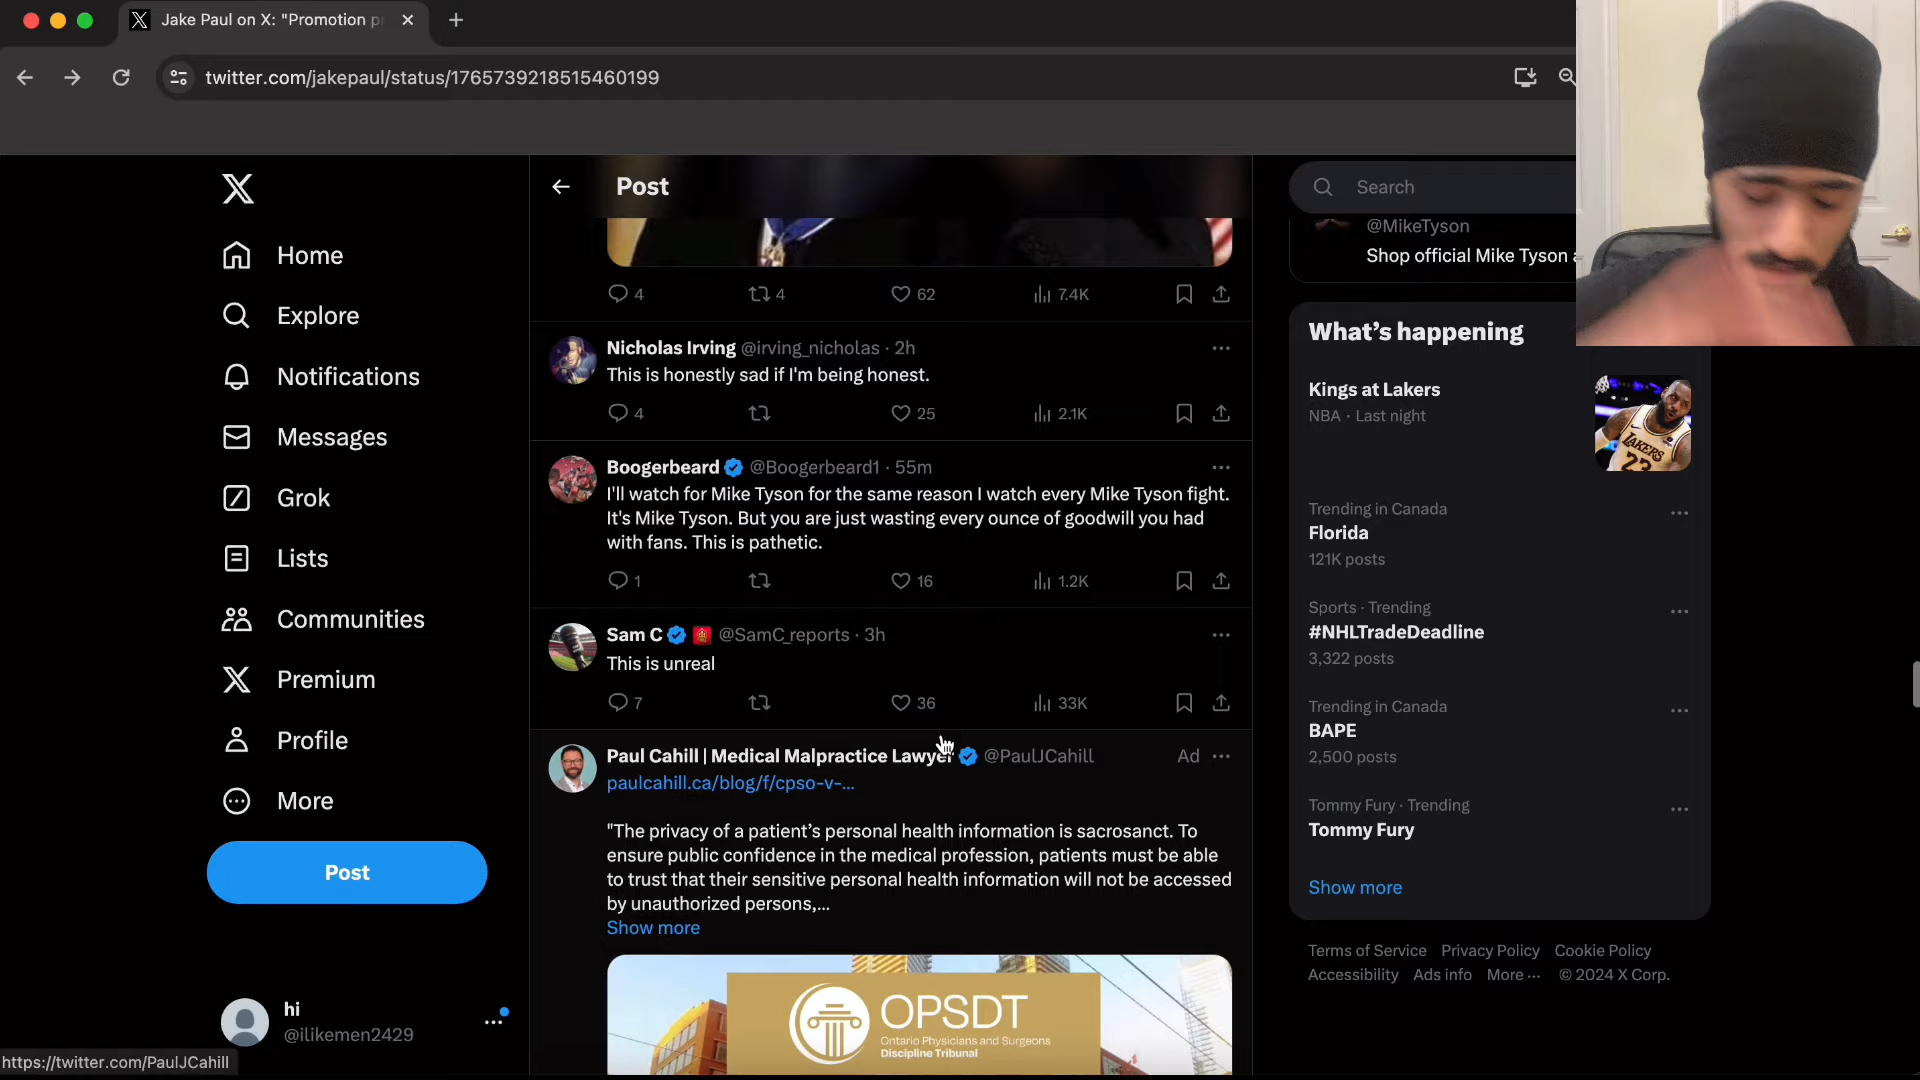 Jake Paul on X: "Promotion pr
twitter.com/jakepaul/status/1765739218515460199
Home
Explore
Notifications
Messages
Grok
Lists
Communities
Premium
Profile
More
Post
hi
@ilikemen2429
https://twitter.com/PaulJCahill
Post
4
4
62
7.4K
Nicholas Irving @irving_nicholas · 2h
This is honestly sad if I'm being honest.
4
25
2.1K
Boogerbeard @Boogerbeard1 · 55m
I'll watch for Mike Tyson for the same reason I watch every Mike Tyson fight.
It's Mike Tyson. But you are just wasting every ounce of goodwill you had
with fans. This is pathetic.
1
16
1.2K
Sam C @SamC_reports · 3h
This is unreal
7
36
33K
Paul Cahill | Medical Malpractice Lawyer @PaulJCahill Ad
paulcahill.ca/blog/f/cpso-v-...
"The privacy of a patient’s personal health information is sacrosanct. To
ensure public confidence in the medical profession, patients must be able
to trust that their sensitive personal health information will not be accessed
by unauthorized persons,...
Show more
OPSDT
Ontario Physicians and Surgeons
Discipline Tribunal
Search
@MikeTyson
Shop official Mike Tyson a
What’s happening
Kings at Lakers
NBA · Last night
LAKERS
23
Trending in Canada
Florida
121K posts
Sports · Trending
#NHLTradeDeadline
3,322 posts
Trending in Canada
BAPE
2,500 posts
Tommy Fury · Trending
Tommy Fury
Show more
Terms of Service Privacy Policy Cookie Policy
Accessibility Ads info More ··· © 2024 X Corp.